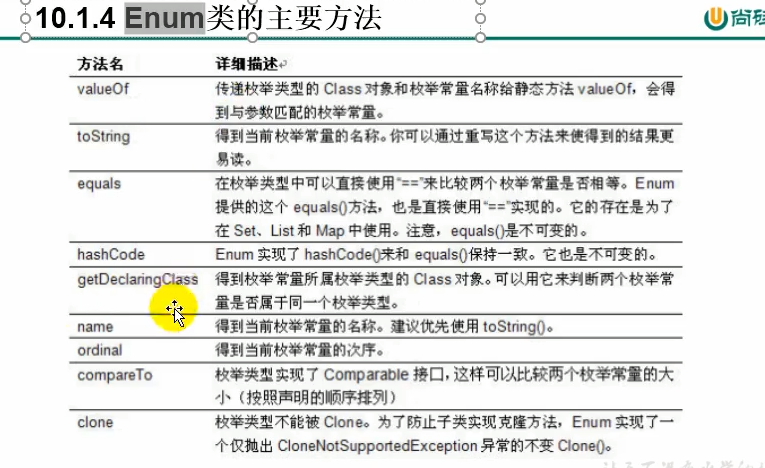 10.1.4 Enum类的主要方法
尚硅
方法名 详细描述
valueOf 传递枚举类型的 Class 对象和枚举常量名称给静态方法 valueOf，会得
到与参数匹配的枚举常量。
toString 得到当前枚举常量的名称。你可以通过重写这个方法来使得到的结果更
易读。
equals 在枚举类型中可以直接使用“==”来比较两个枚举常量是否相等。Enum
提供的这个 equals()方法，也是直接使用“==”实现的。它的存在是为了
在 Set、List 和 Map 中使用。注意，equals()是不可变的。
hashCode Enum 实现了 hashCode()来和 equals()保持一致。它也是不可变的。
getDeclaringClass 得到枚举常量所属枚举类型的 Class 对象。可以用它来判断两个枚举常
量是否属于同一个枚举类型。
name 得到当前枚举常量的名称。建议优先使用 toString()。
ordinal 得到当前枚举常量的次序。
compareTo 枚举类型实现了 Comparable 接口，这样可以比较两个枚举常量的大
小（按照声明的顺序排列）
clone 枚举类型不能被 Clone。为了防止子类实现克隆方法，Enum 实现了一
个仅抛出 CloneNotSupportedException 异常的不变 Clone()。